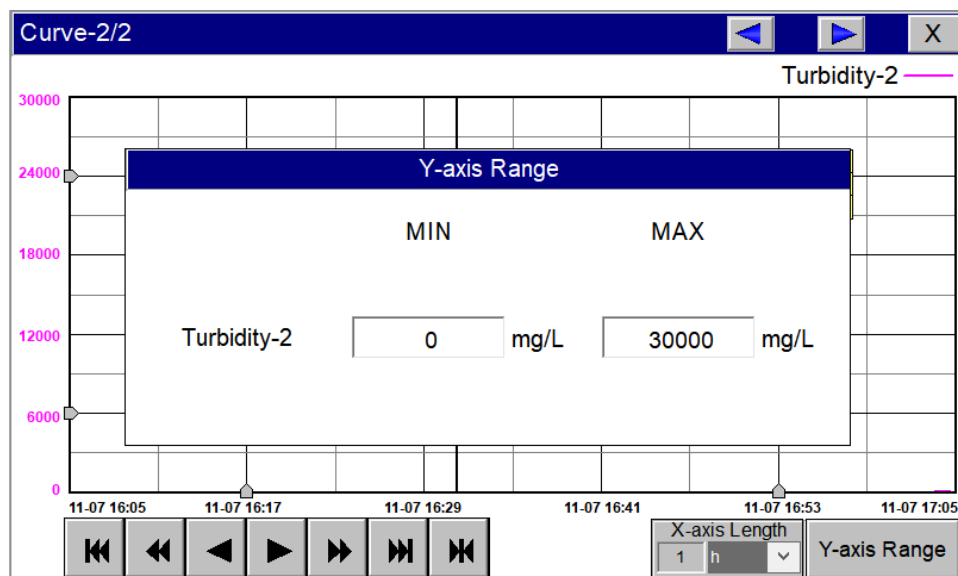 Curve-2/2 X
Turbidity-2
30000
Y-axis Range
24000
MIN MAX
18000
12000
Turbidity-2 0 mg/L 30000 mg/L
6000
0
11-07 16:05 11-07 16:17 11-07 16:29 11-07 16:41 11-07 16:53 11-07 17:05
X-axis Length
1 h
Y-axis Range